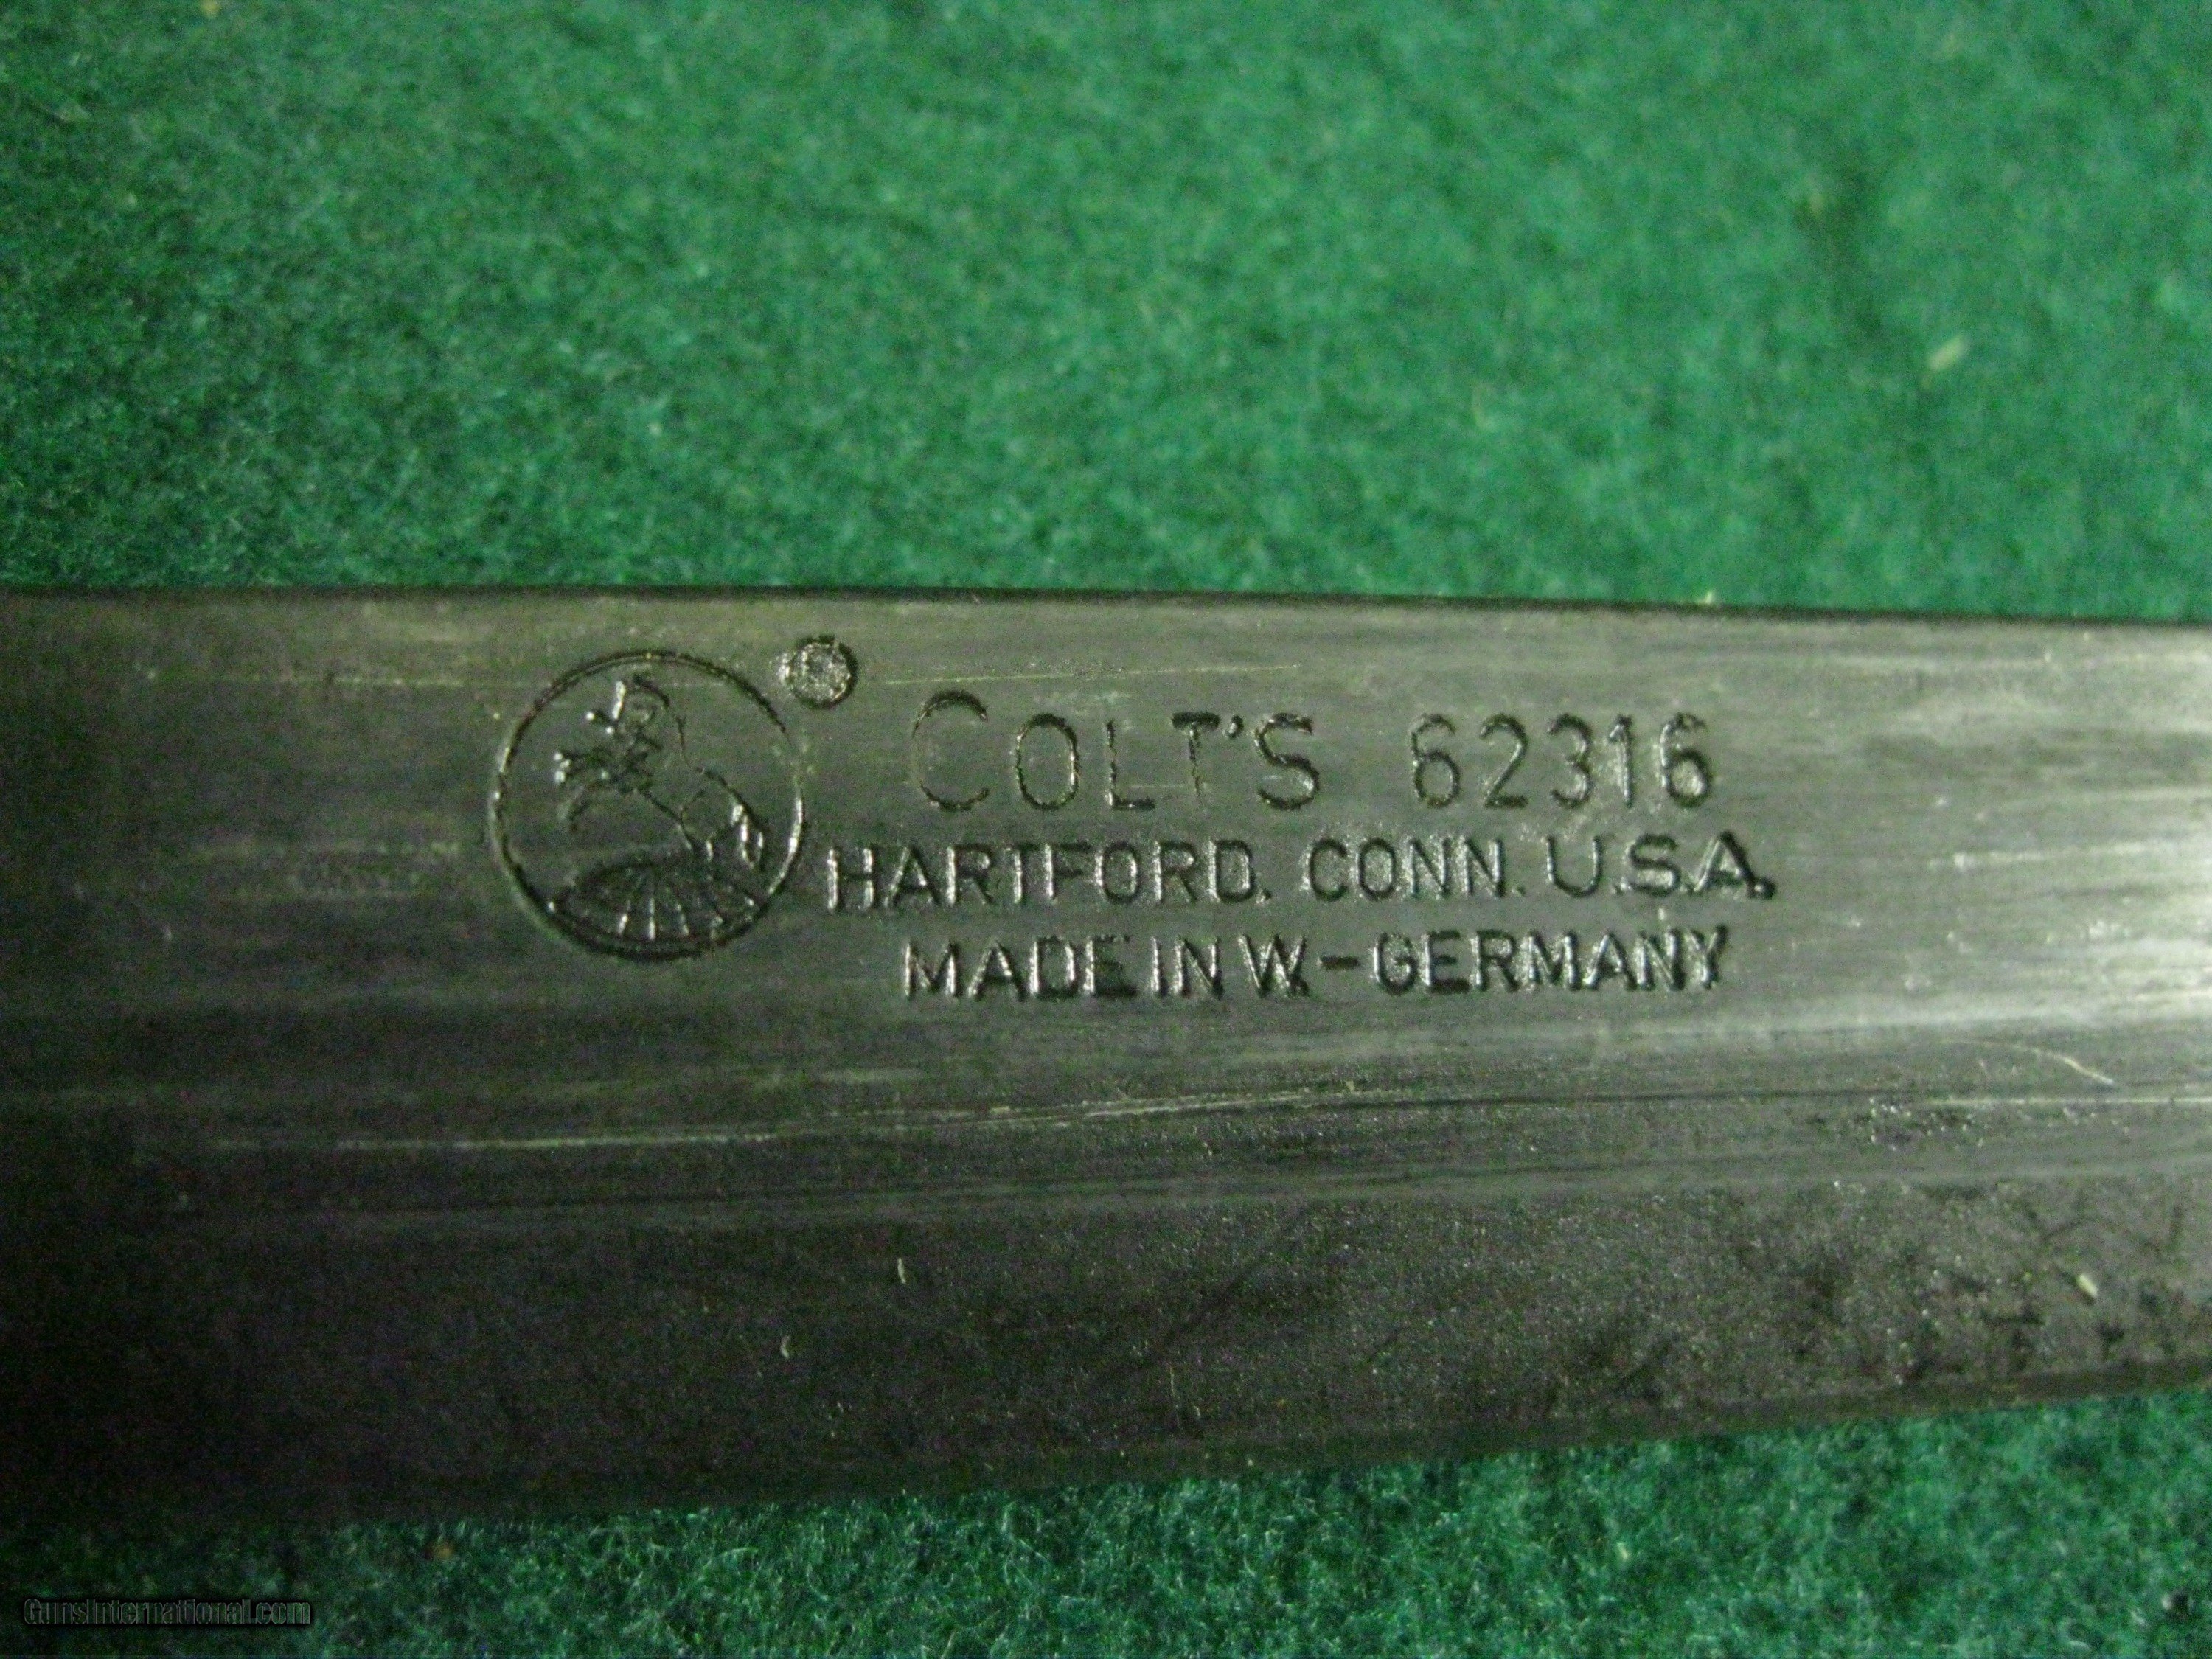 COLT'S 62316
HARTFORD. CONN. U.S.A.
MADE IN W.-GERMANY
GunsInternational.com